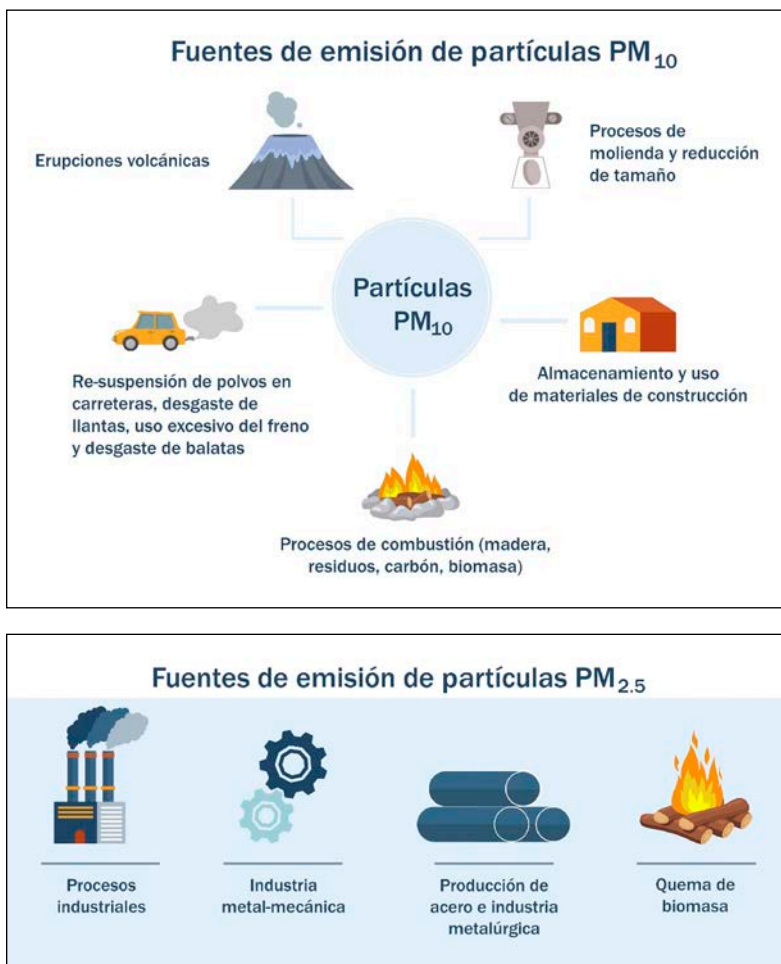 Fuentes de emisión de partículas PM₁₀
Erupciones volcánicas
Procesos de
molienda y reducción
de tamaño
Partículas
PM₁₀
Re-suspensión de polvos en
carreteras, desgaste de
llantas, uso excesivo del freno
y desgaste de balatas
Almacenamiento y uso
de materiales de construcción
Procesos de combustión (madera,
residuos, carbón, biomasa)
Fuentes de emisión de partículas PM₂.₅
Procesos
industriales
Industria
metal-mecánica
Producción de
acero e industria
metalúrgica
Quema de
biomasa